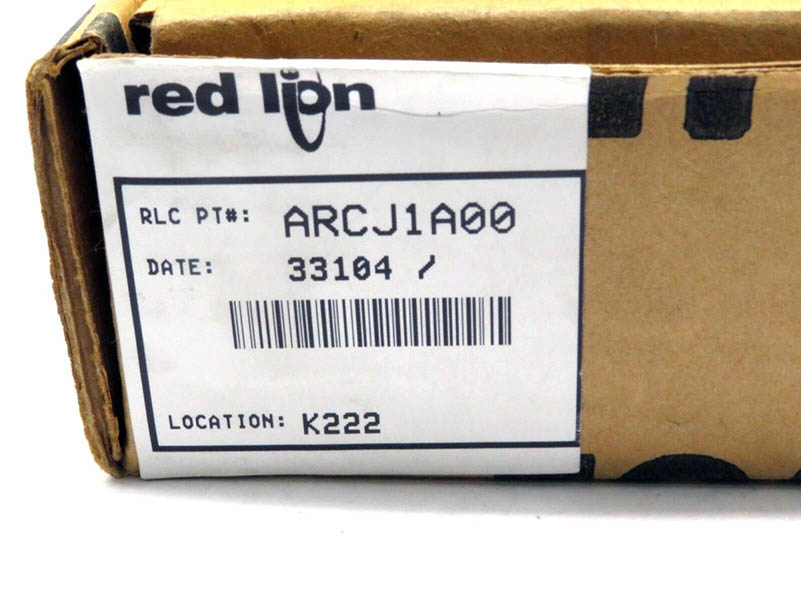 red lion
RLC PT#: ARCJ1A00
DATE: 33104 /
LOCATION: K222